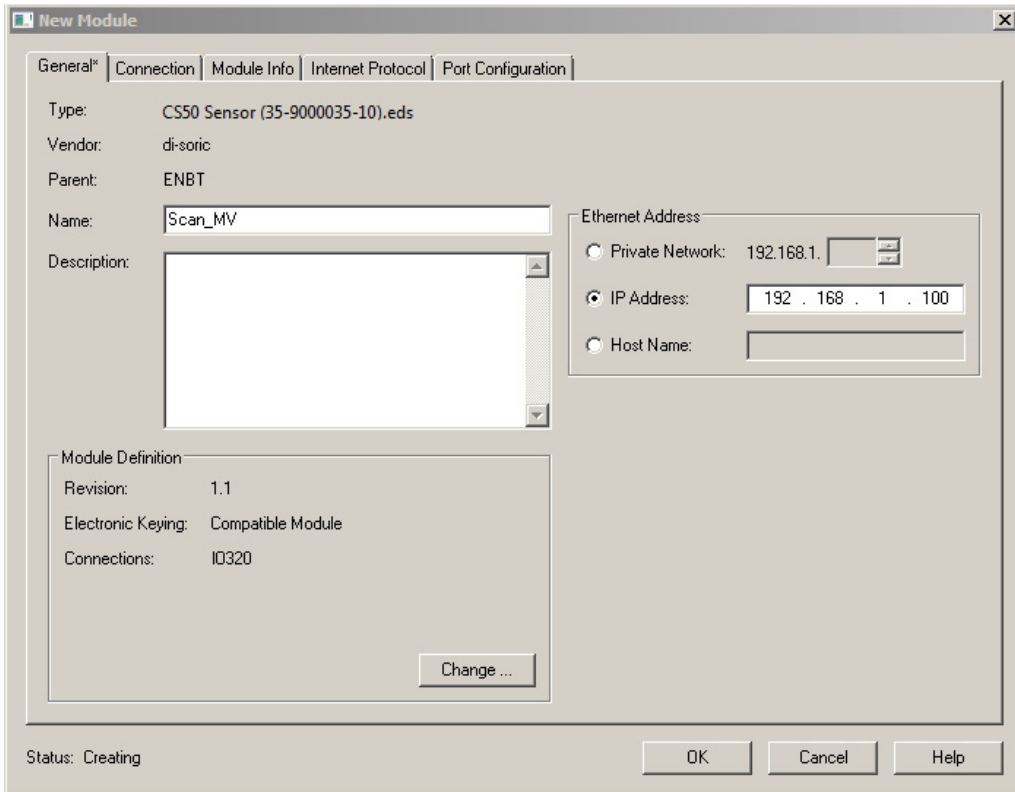 New Module
General* Connection Module Info Internet Protocol Port Configuration
Type: CS50 Sensor (35-9000035-10).eds
Vendor: di-soric
Parent: ENBT
Name: Scan_MV
Description:
Ethernet Address
Private Network: 192.168.1.
IP Address: 192 . 168 . 1 . 100
Host Name:
Module Definition
Revision: 1.1
Electronic Keying: Compatible Module
Connections: IO320
Change ...
Status: Creating
OK Cancel Help